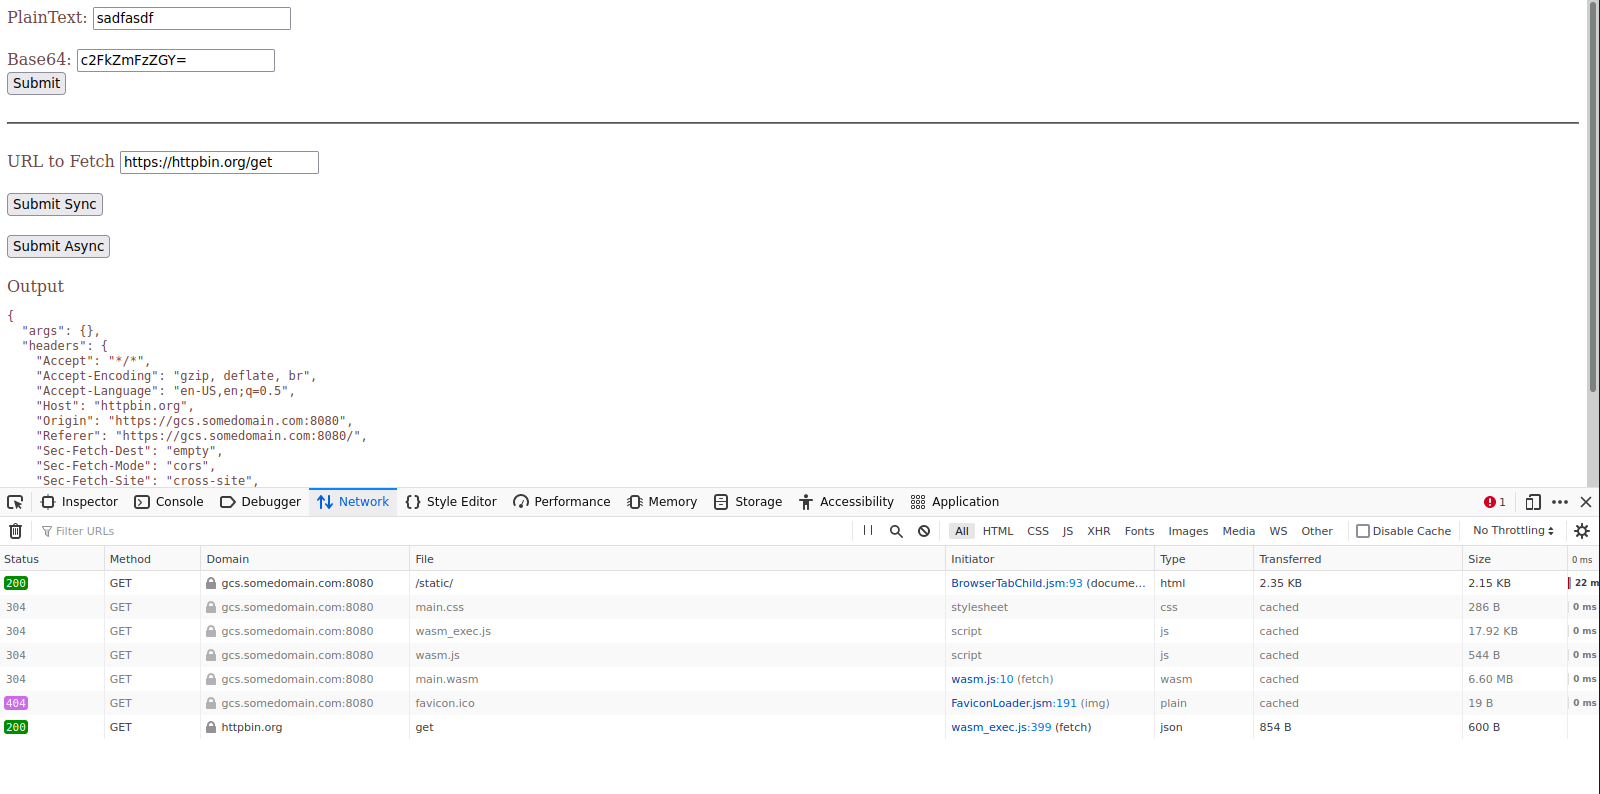 PlainText: sadfasdf
Base64: c2FkZmFzZGY=
Submit
URL to Fetch https://httpbin.org/get
Submit Sync
Submit Async
Output
{
  "args": {},
  "headers": {
    "Accept": "*/*",
    "Accept-Encoding": "gzip, deflate, br",
    "Accept-Language": "en-US,en;q=0.5",
    "Host": "httpbin.org",
    "Origin": "https://gcs.somedomain.com:8080",
    "Referer": "https://gcs.somedomain.com:8080/",
    "Sec-Fetch-Dest": "empty",
    "Sec-Fetch-Mode": "cors",
    "Sec-Fetch-Site": "cross-site",
Inspector Console Debugger Network {} Style Editor Performance Memory Storage Accessibility Application 1
Filter URLs All HTML CSS JS XHR Fonts Images Media WS Other Disable Cache No Throttling
Status Method Domain File Initiator Type Transferred Size 0 ms
200 GET gcs.somedomain.com:8080 /static/ BrowserTabChild.jsm:93 (docume... html 2.35 KB 2.15 KB 22 m
304 GET gcs.somedomain.com:8080 main.css stylesheet css cached 286 B 0 ms
304 GET gcs.somedomain.com:8080 wasm_exec.js script js cached 17.92 KB 0 ms
304 GET gcs.somedomain.com:8080 wasm.js script js cached 544 B 0 ms
304 GET gcs.somedomain.com:8080 main.wasm wasm.js:10 (fetch) wasm cached 6.60 MB 0 ms
404 GET gcs.somedomain.com:8080 favicon.ico FaviconLoader.jsm:191 (img) plain cached 19 B 0 ms
200 GET httpbin.org get wasm_exec.js:399 (fetch) json 854 B 600 B